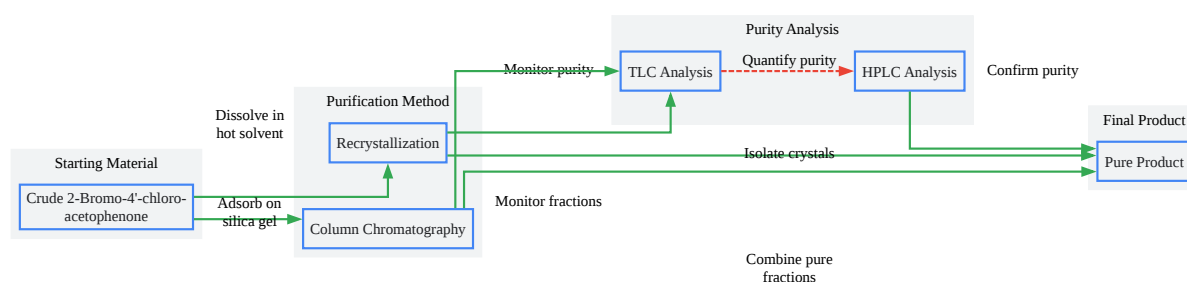 Purity Analysis
Monitor purity
TLC Analysis
Quantify purity
HPLC Analysis
Confirm purity
Dissolve in
hot solvent
Purification Method
Recrystallization
Final Product
Pure Product
Isolate crystals
Starting Material
Crude 2-Bromo-4'-chloro-
acetophenone
Adsorb on
silica gel
Column Chromatography
Monitor fractions
Combine pure
fractions